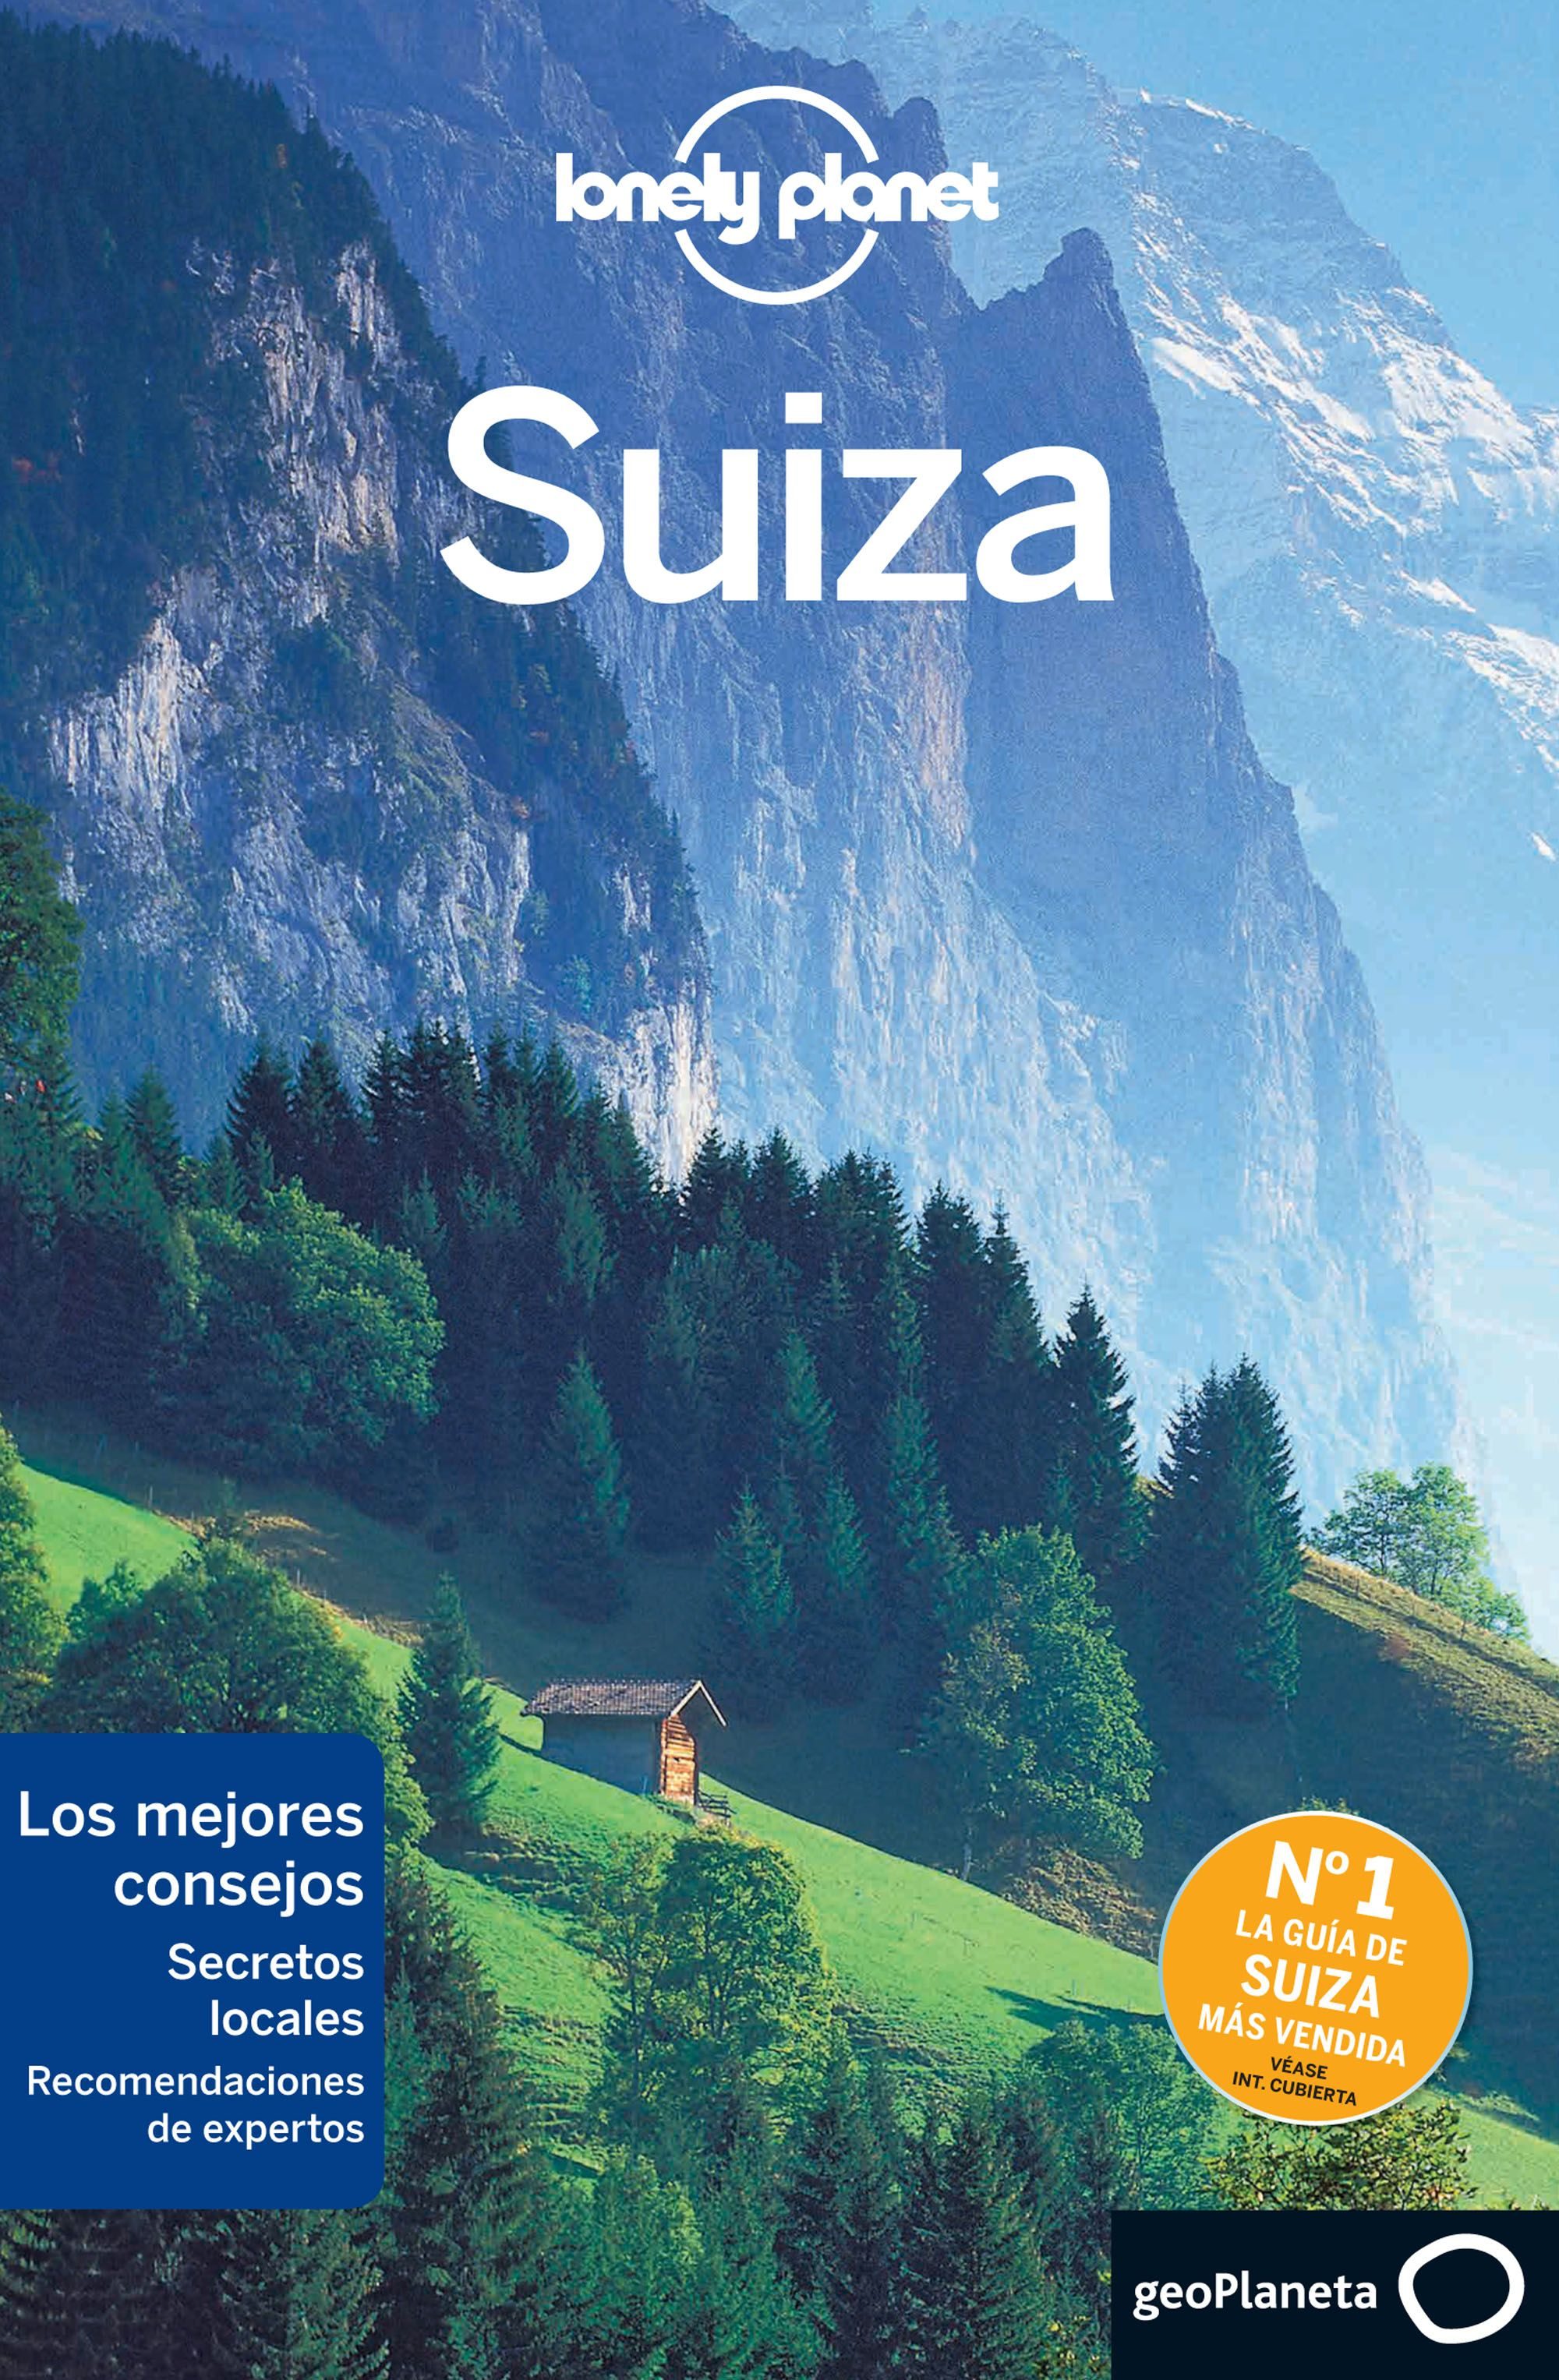 lonely planet
Suiza
Los mejores
consejos
Secretos
locales
Recomendaciones
de expertos
Nº 1
LA GUÍA DE
SUIZA
MÁS VENDIDA
VÉASE
INT. CUBIERTA
geoPlaneta